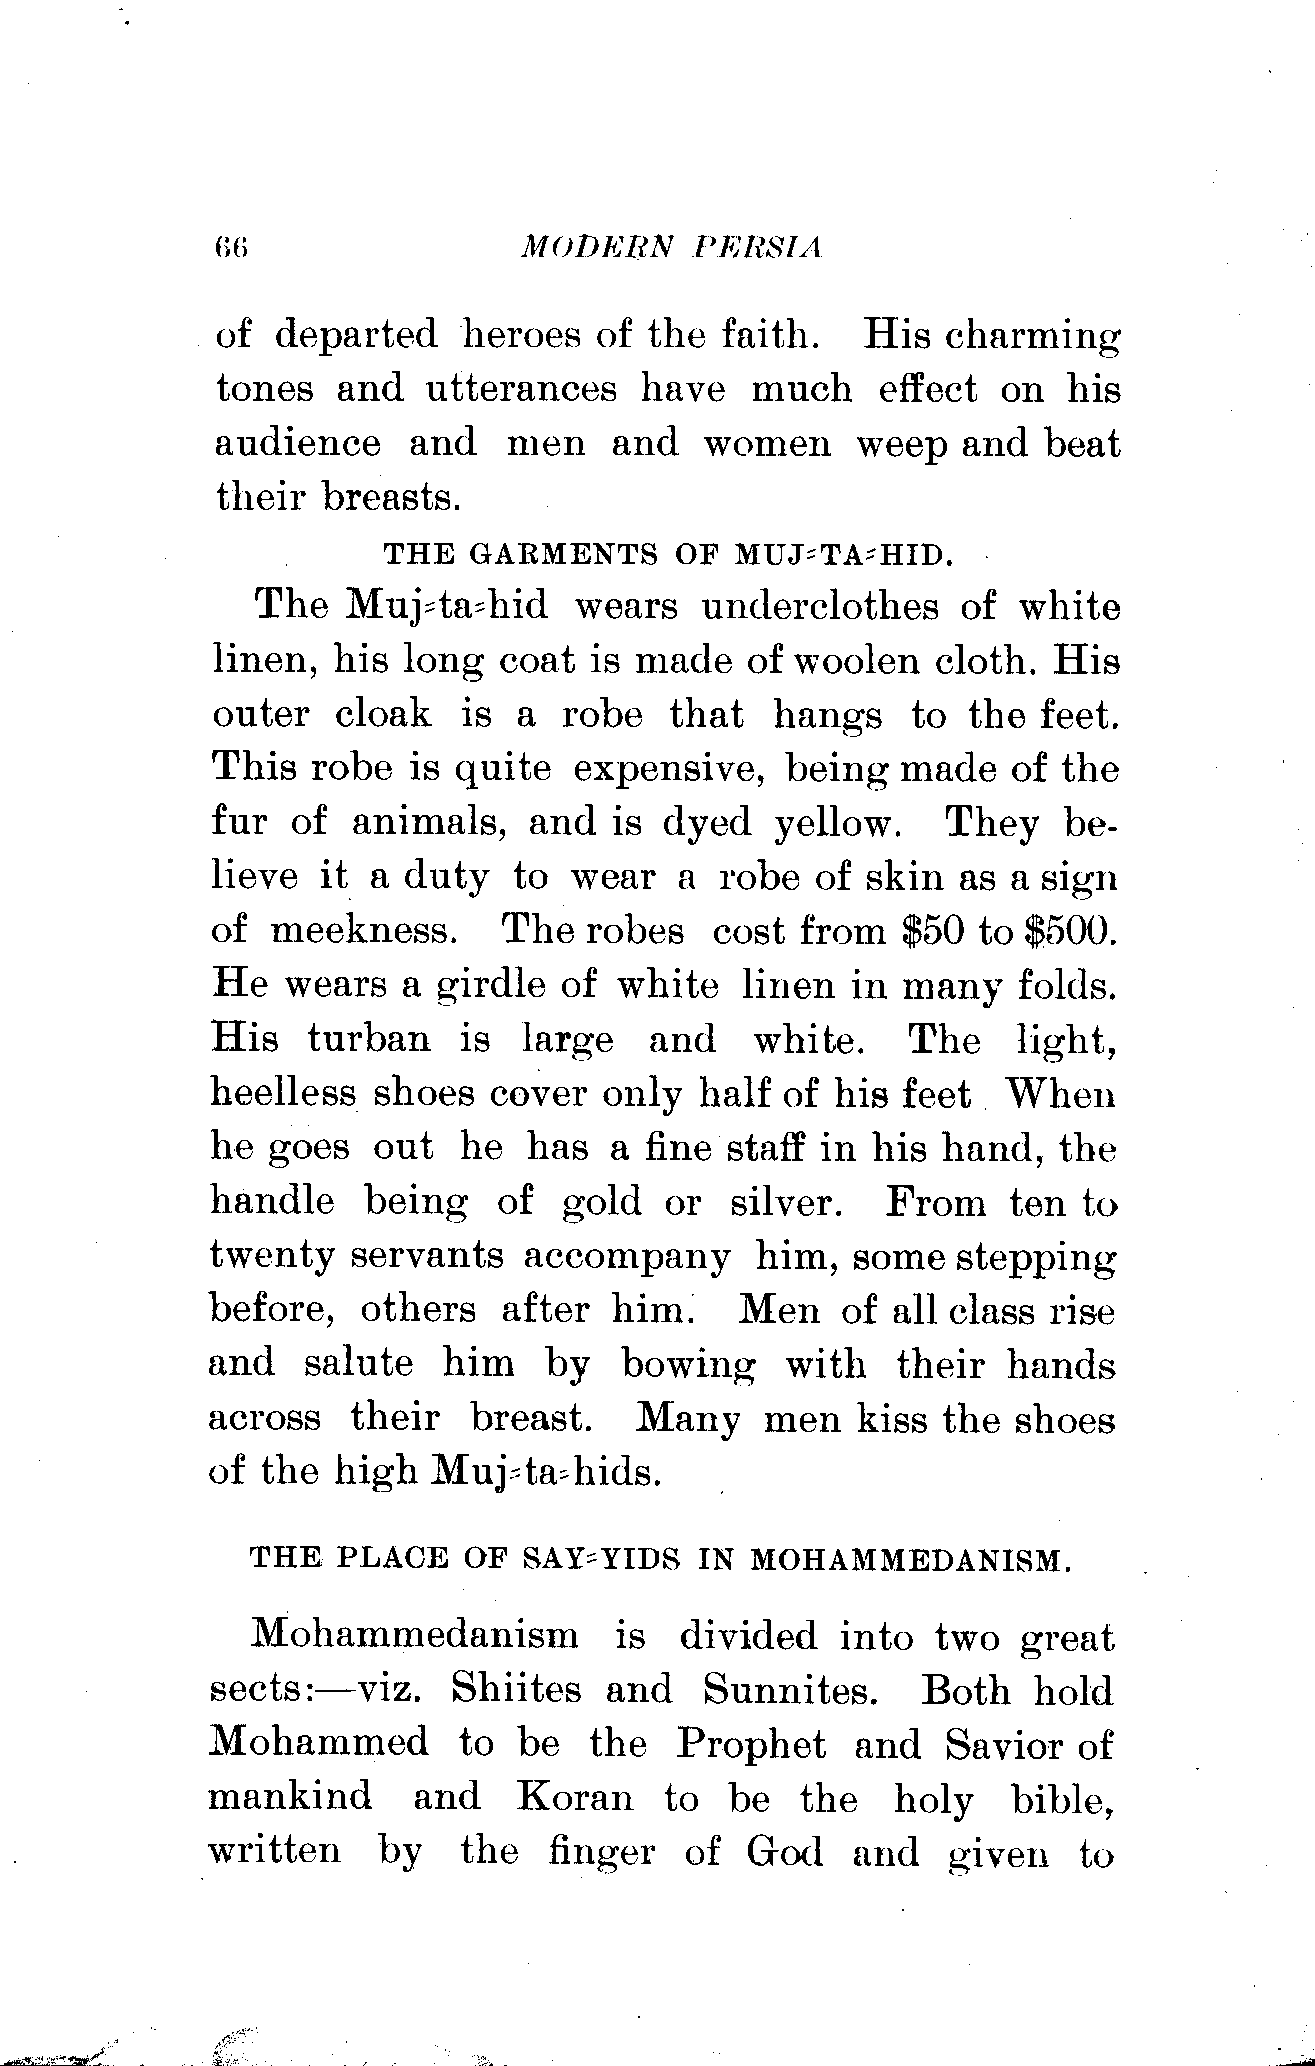 66 MODERN PERSIA
of departed heroes of the faith. His charming
tones and utterances have much effect on his
audience and men and women weep and beat
their breasts.
THE GARMENTS OF MUJ=TA=HID.
The Muj=ta=hid wears underclothes of white
linen, his long coat is made of woolen cloth. His
outer cloak is a robe that hangs to the feet.
This robe is quite expensive, being made of the
fur of animals, and is dyed yellow. They be-
lieve it a duty to wear a robe of skin as a sign
of meekness. The robes cost from $50 to $500.
He wears a girdle of white linen in many folds.
His turban is large and white. The light,
heelless shoes cover only half of his feet When
he goes out he has a fine staff in his hand, the
handle being of gold or silver. From ten to
twenty servants accompany him, some stepping
before, others after him. Men of all class rise
and salute him by bowing with their hands
across their breast. Many men kiss the shoes
of the high Muj=ta=hids.
THE PLACE OF SAY=YIDS IN MOHAMMEDANISM.
Mohammedanism is divided into two great
sects:—viz. Shiites and Sunnites. Both hold
Mohammed to be the Prophet and Savior of
mankind and Koran to be the holy bible,
written by the finger of God and given to